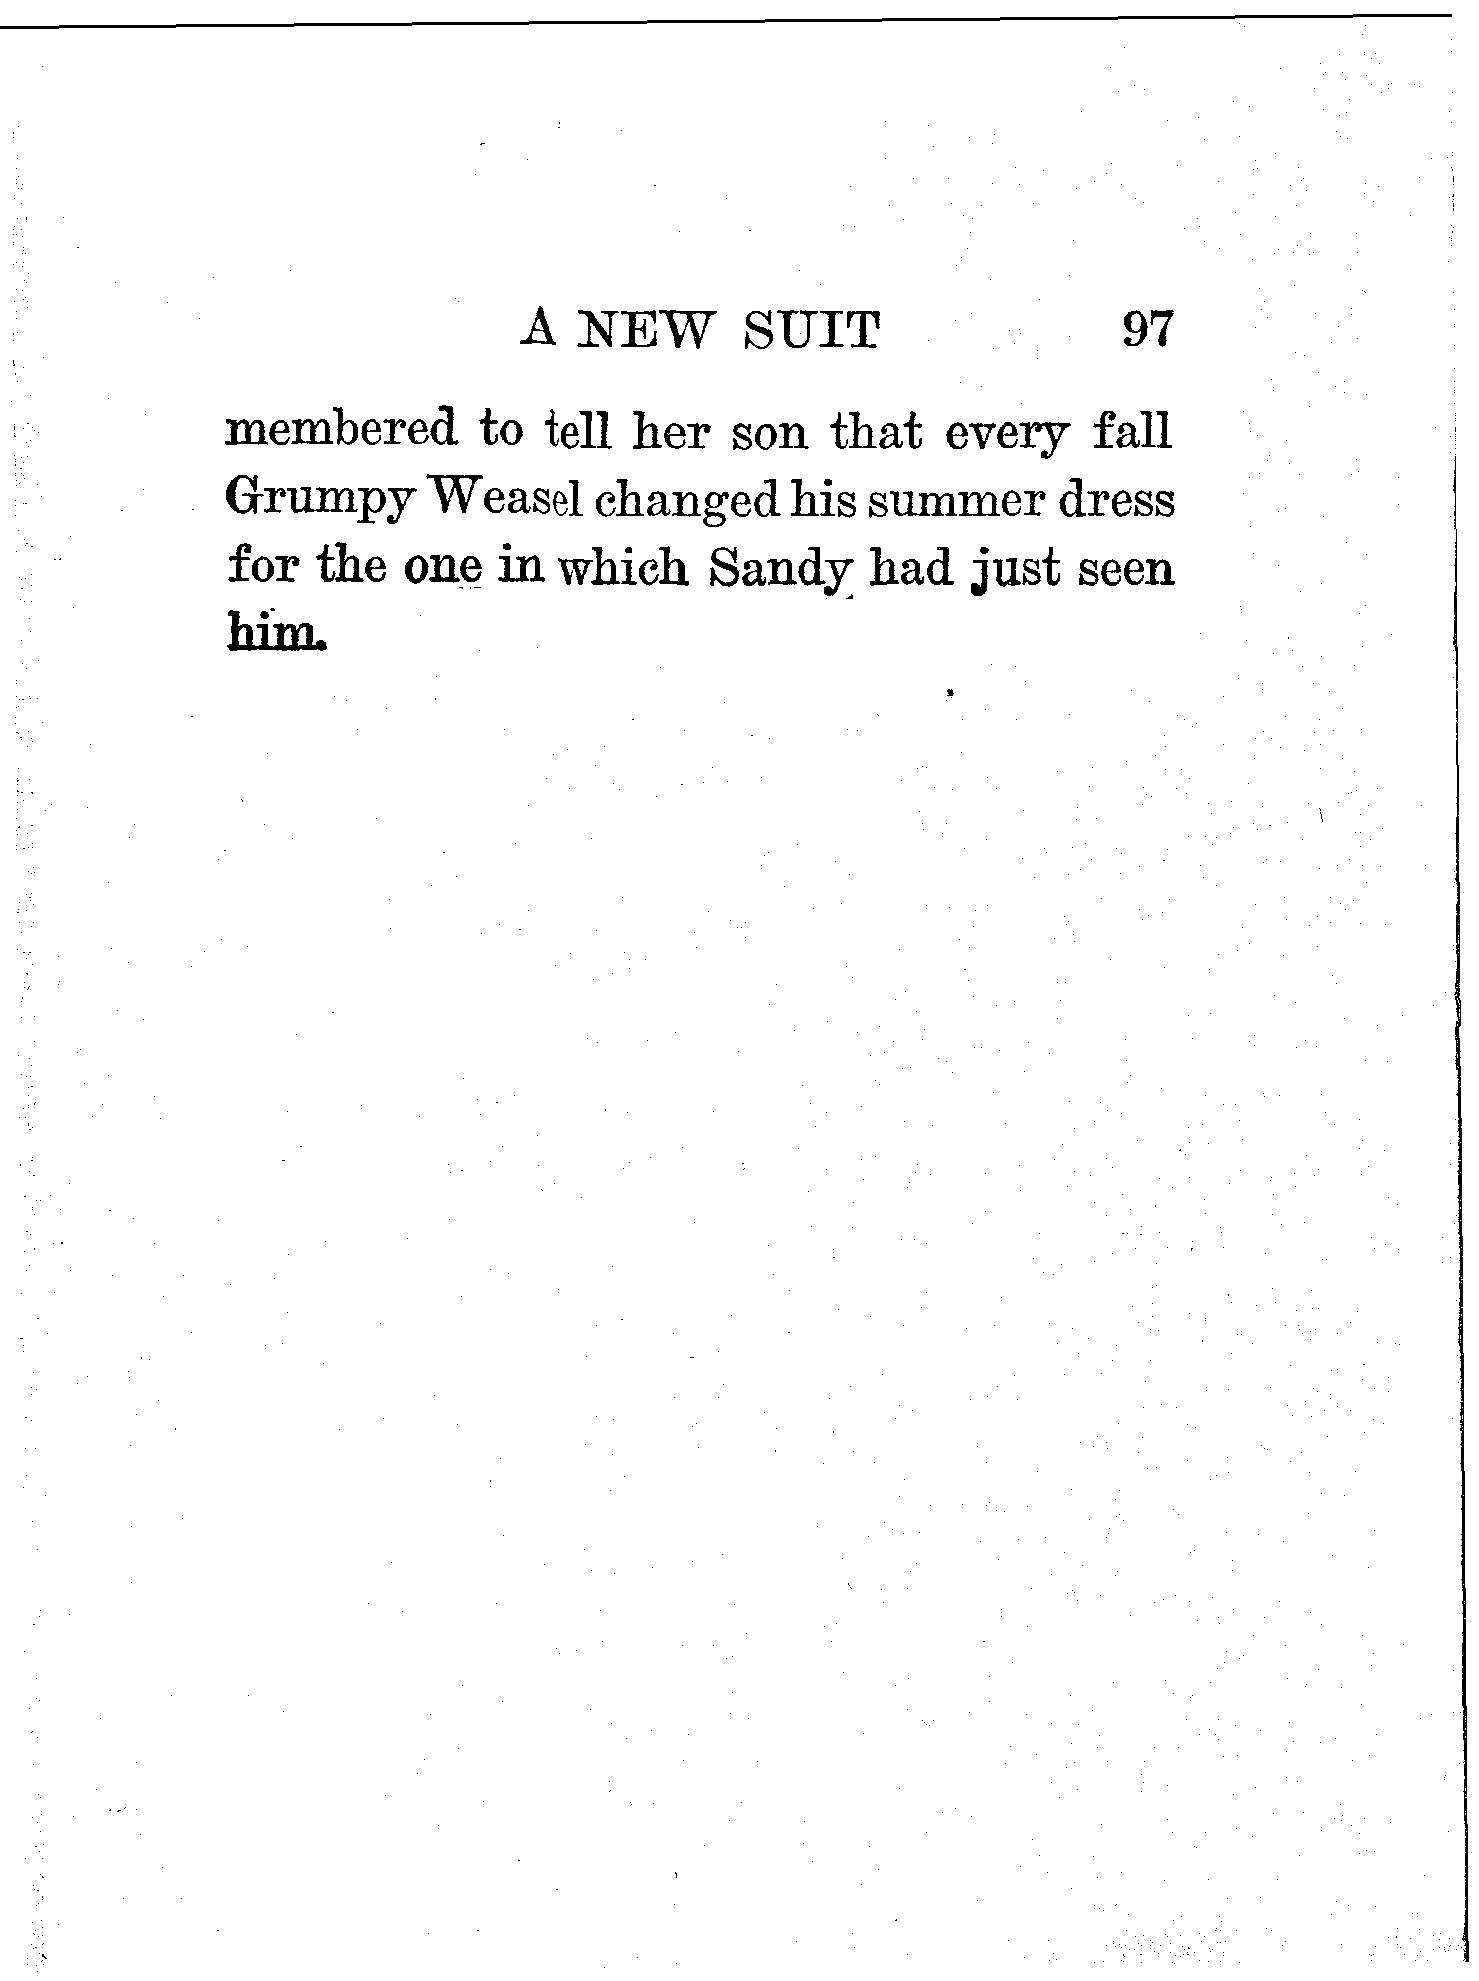 A NEW SUIT 97
membered to tell her son that every fall
Grumpy Weasel changed his summer dress
for the one in which Sandy had just seen
him.